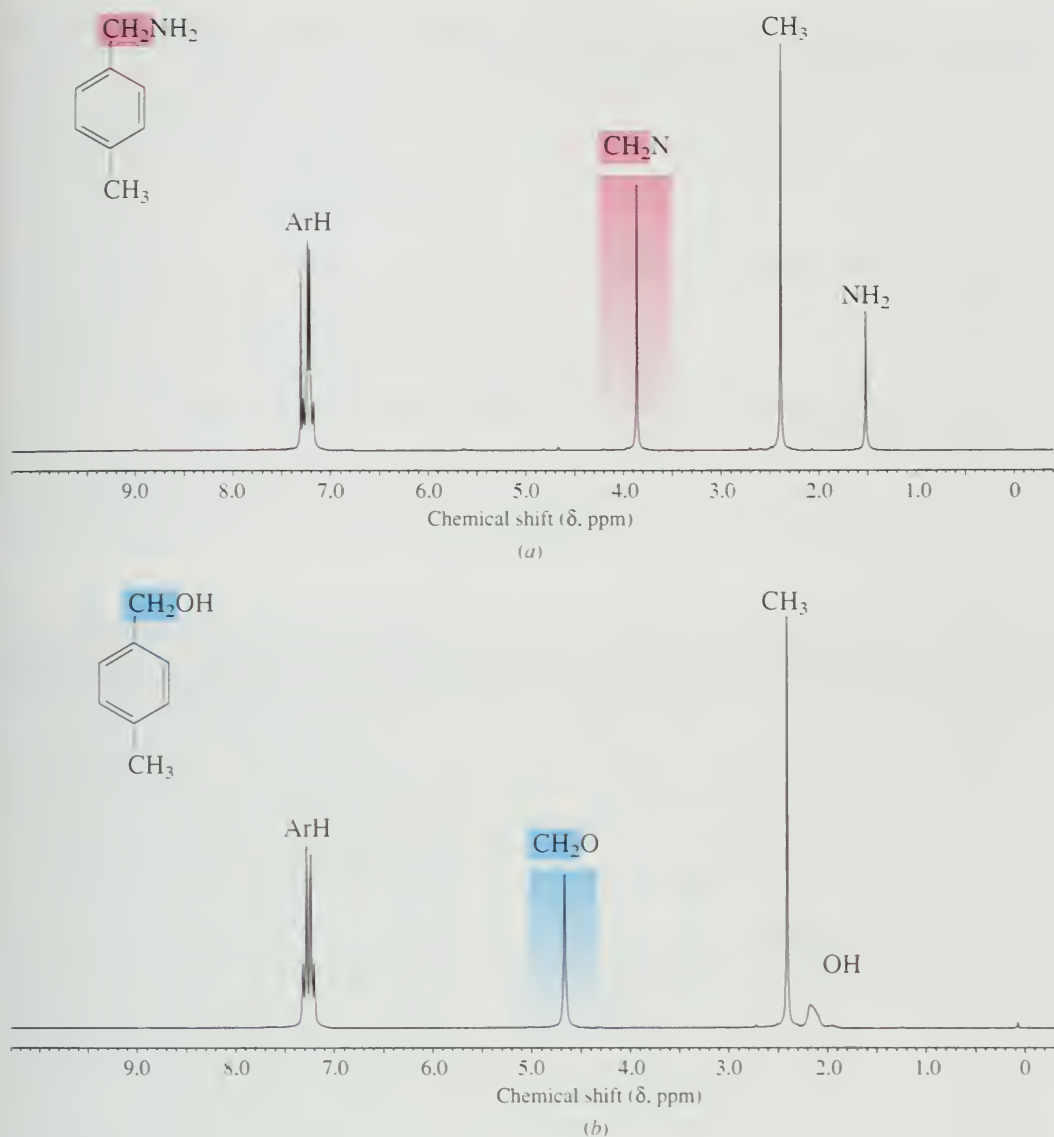 CH₂NH₂
CH₃
CH₃
CH₂N
ArH
NH₂
9.0 8.0 7.0 6.0 5.0 4.0 3.0 2.0 1.0 0
Chemical shift (δ, ppm)
(a)
CH₂OH
CH₃
CH₃
ArH
CH₂O
OH
9.0 8.0 7.0 6.0 5.0 4.0 3.0 2.0 1.0 0
Chemical shift (δ, ppm)
(b)